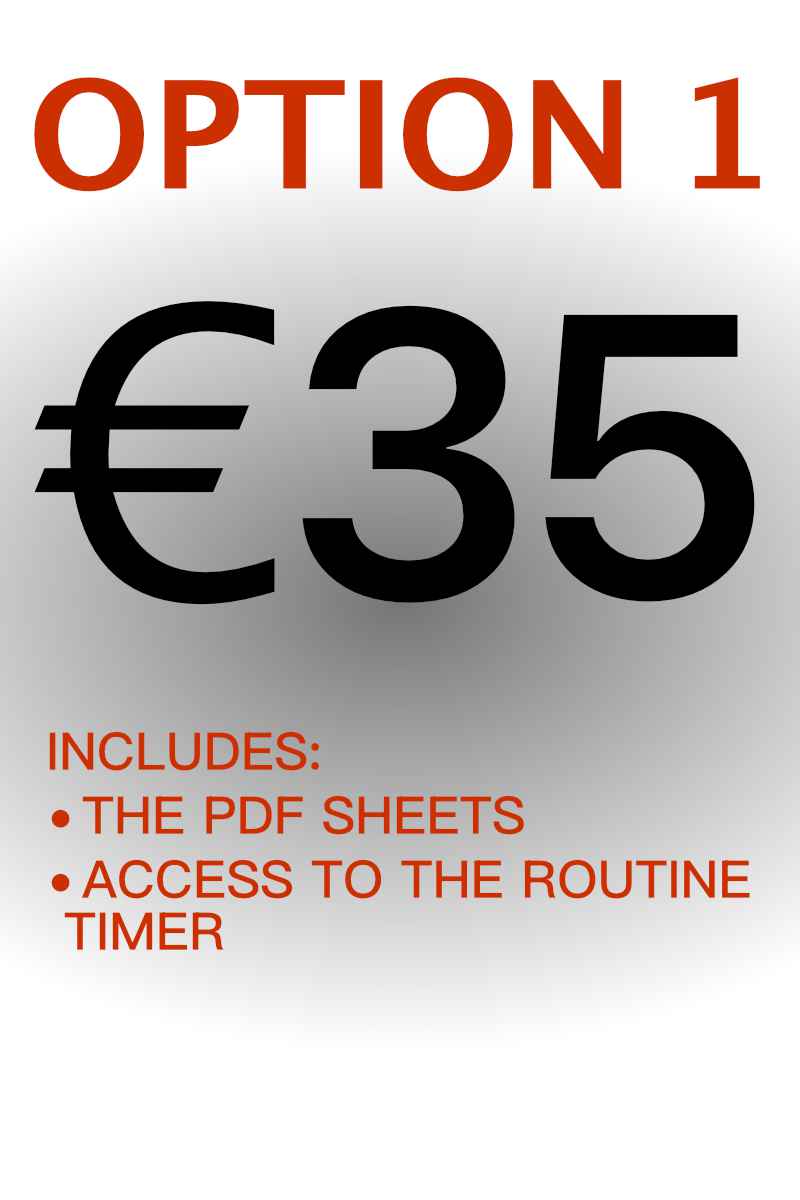 OPTION 1
€35
INCLUDES:
• THE PDF SHEETS
• ACCESS TO THE ROUTINE
TIMER